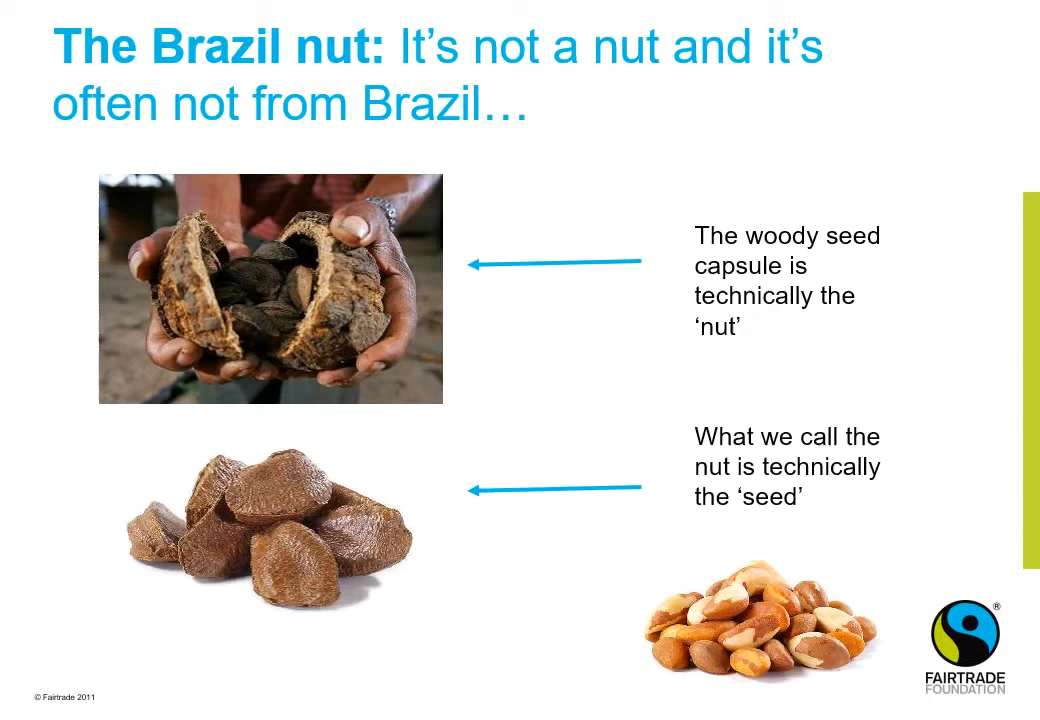 The Brazil nut: It’s not a nut and it’s
often not from Brazil…
The woody seed
capsule is
technically the
‘nut’
What we call the
nut is technically
the ‘seed’
®
FAIRTRADE
FOUNDATION
© Fairtrade 2011